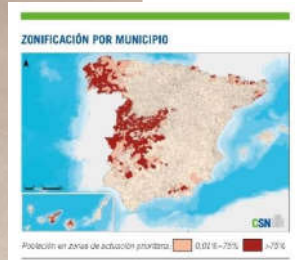 ZONIFICACIÓN POR MUNICIPIO
CSN
Población en zonas de actuación prioritaria: 0,01%-75% >75%